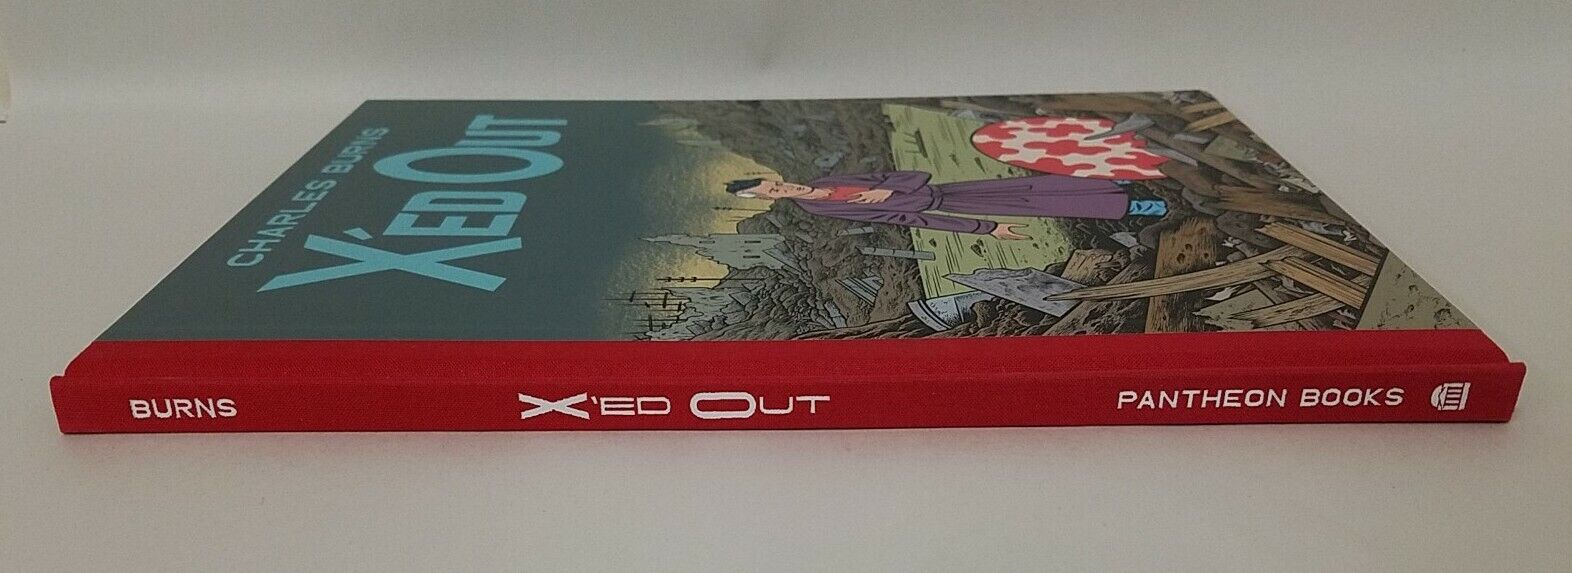 CHARLES BURNS
X'ED OUT
BURNS X'ED OUT PANTHEON BOOKS